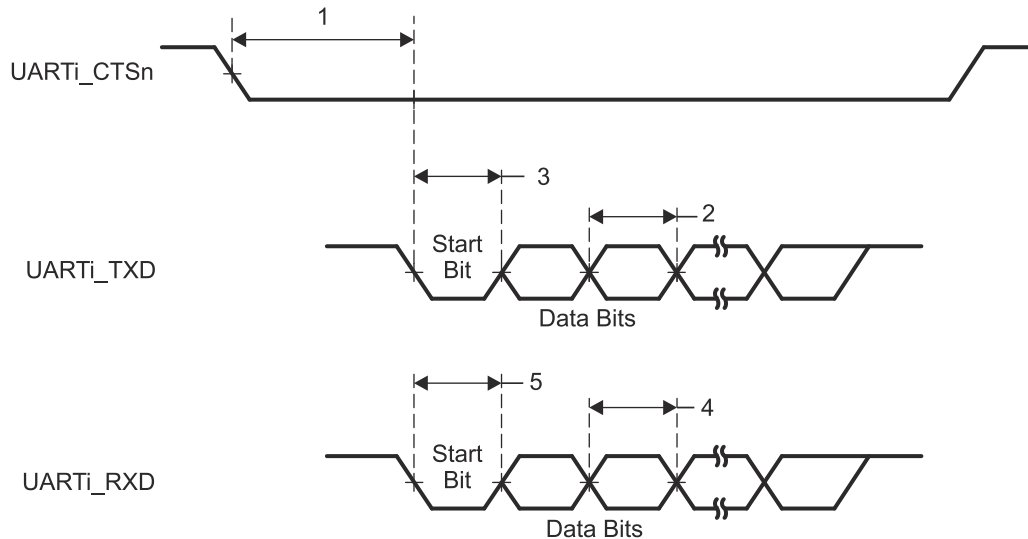 1
UARTi_CTSn
3
2
Start
Bit
UARTi_TXD
Data Bits
5
4
Start
Bit
UARTi_RXD
Data Bits